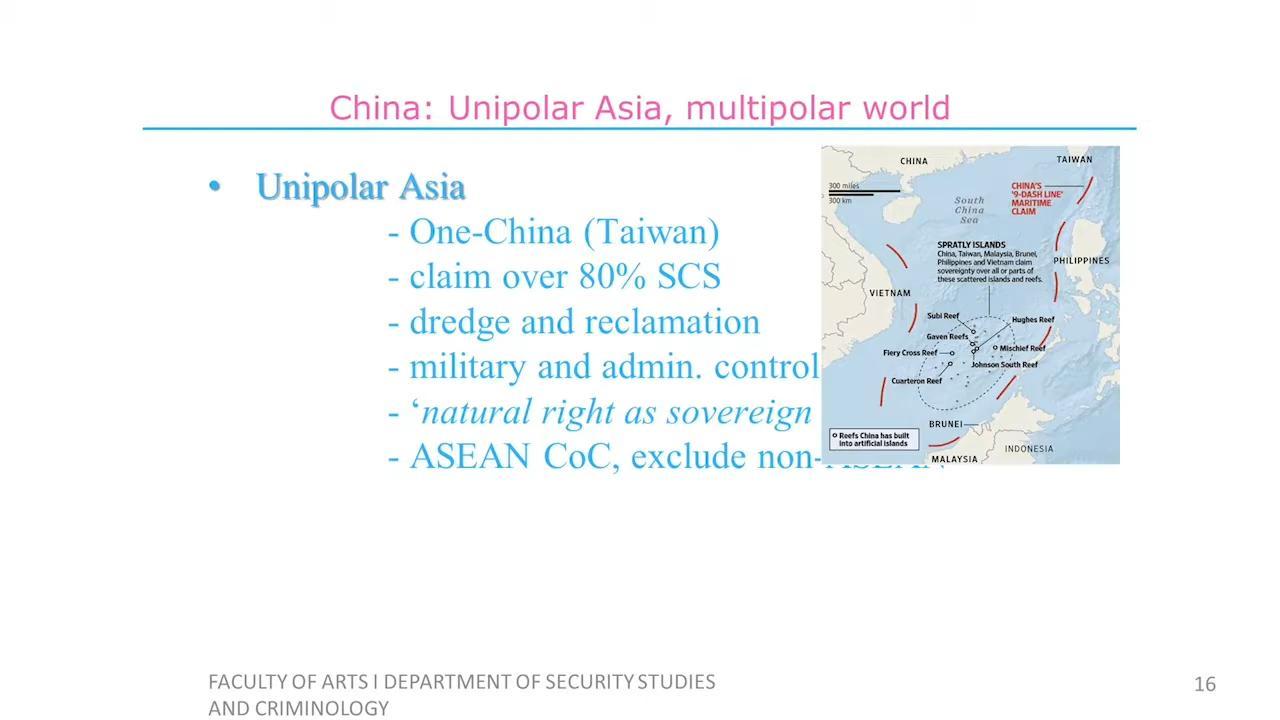 China: Unipolar Asia, multipolar world
• Unipolar Asia
- One-China (Taiwan)
- claim over 80% SCS
- dredge and reclamation
- military and admin. control
- ‘natural right as sovereign
- ASEAN CoC, exclude non-ASEAN
CHINA
TAIWAN
300 miles
300 km
South
China
Sea
CHINA'S
'9-DASH LINE'
MARITIME
CLAIM
SPRATLY ISLANDS
China, Taiwan, Malaysia, Brunei,
Philippines and Vietnam claim
sovereignty over all or parts of
these scattered islands and reefs.
PHILIPPINES
VIETNAM
Subi Reef
Hughes Reef
Gaven Reefs
Mischief Reef
Fiery Cross Reef
Johnson South Reef
Cuarteron Reef
BRUNEI
Reefs China has built
into artificial islands
INDONESIA
MALAYSIA
FACULTY OF ARTS I DEPARTMENT OF SECURITY STUDIES
AND CRIMINOLOGY
16